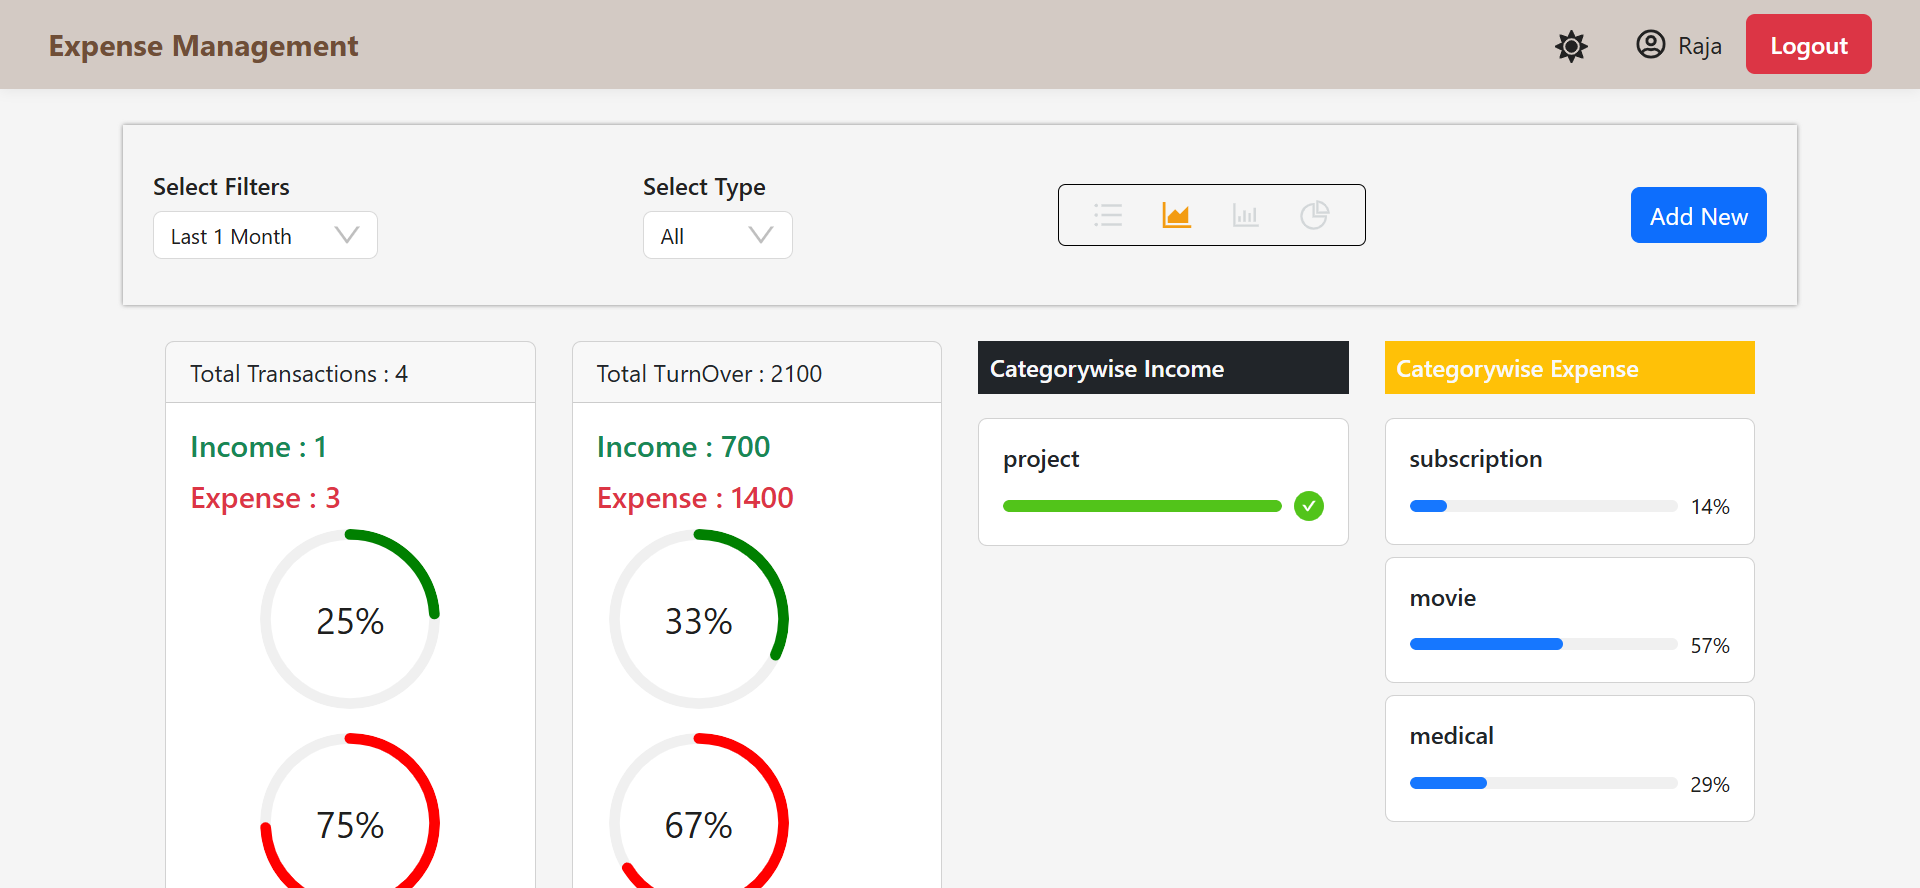 Expense Management
Raja
Logout
Select Filters
Last 1 Month
Select Type
All
Add New
Total Transactions : 4
Income : 1
Expense : 3
25%
75%
Total TurnOver : 2100
Income : 700
Expense : 1400
33%
67%
Categorywise Income
project
Categorywise Expense
subscription
14%
movie
57%
medical
29%